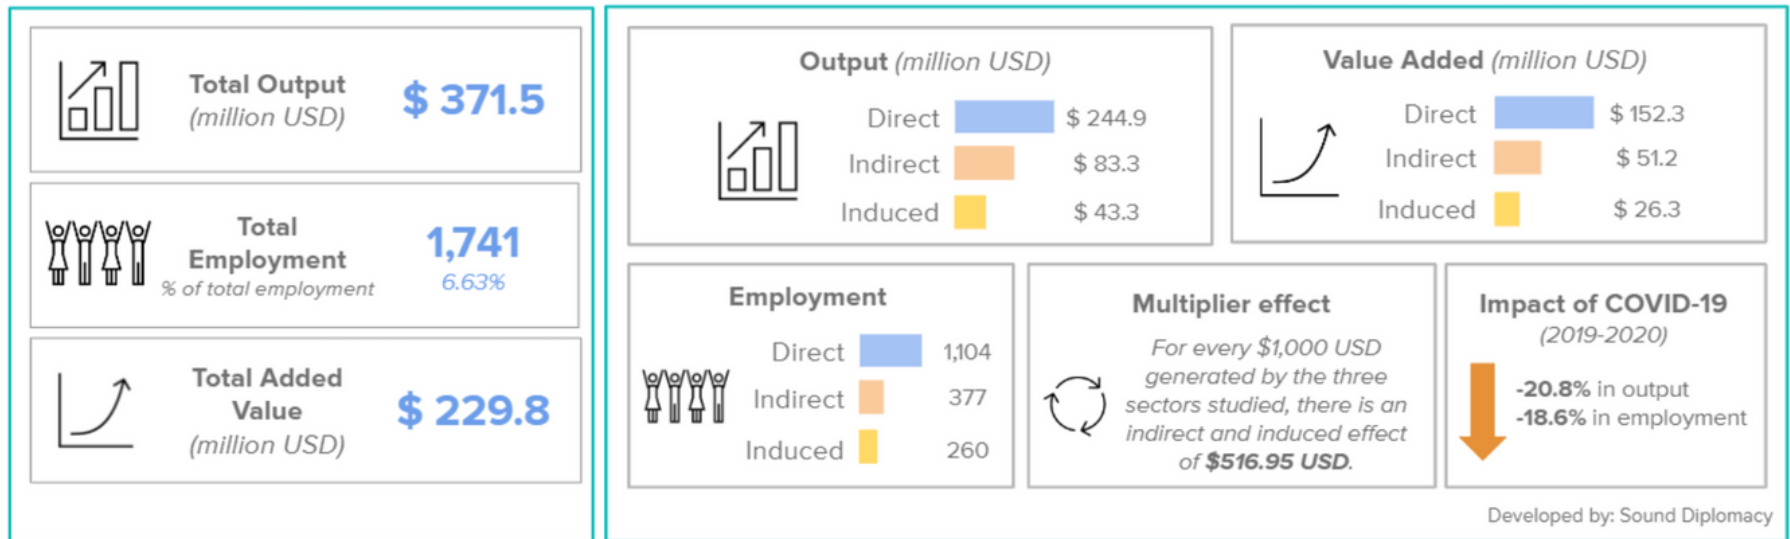 Total Output
(million USD)
$ 371.5
Total
Employment
% of total employment
1,741
6.63%
Total Added
Value
(million USD)
$ 229.8
Output (million USD)
Direct $ 244.9
Indirect $ 83.3
Induced $ 43.3
Value Added (million USD)
Direct $ 152.3
Indirect $ 51.2
Induced $ 26.3
Employment
Direct 1,104
Indirect 377
Induced 260
Multiplier effect
For every $1,000 USD
generated by the three
sectors studied, there is an
indirect and induced effect
of $516.95 USD.
Impact of COVID-19
(2019-2020)
-20.8% in output
-18.6% in employment
Developed by: Sound Diplomacy